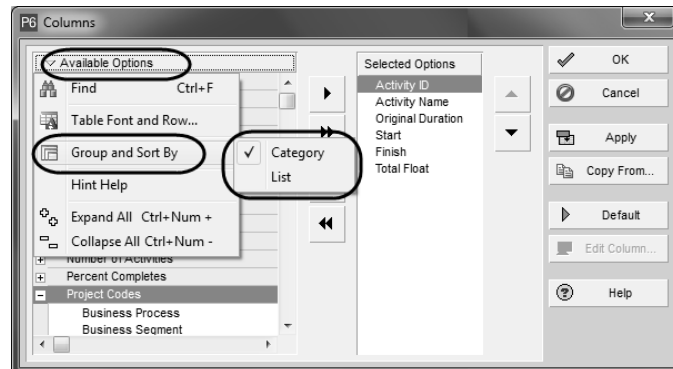 P6 Columns
Available Options
Find Ctrl+F
Table Font and Row...
Group and Sort By
Hint Help
Expand All Ctrl+Num +
Collapse All Ctrl+Num -
Category
List
Number of Activities
Percent Completes
Project Codes
Business Process
Business Segment
Selected Options
Activity ID
Activity Name
Original Duration
Start
Finish
Total Float
OK
Cancel
Apply
Copy From...
Default
Edit Column...
Help